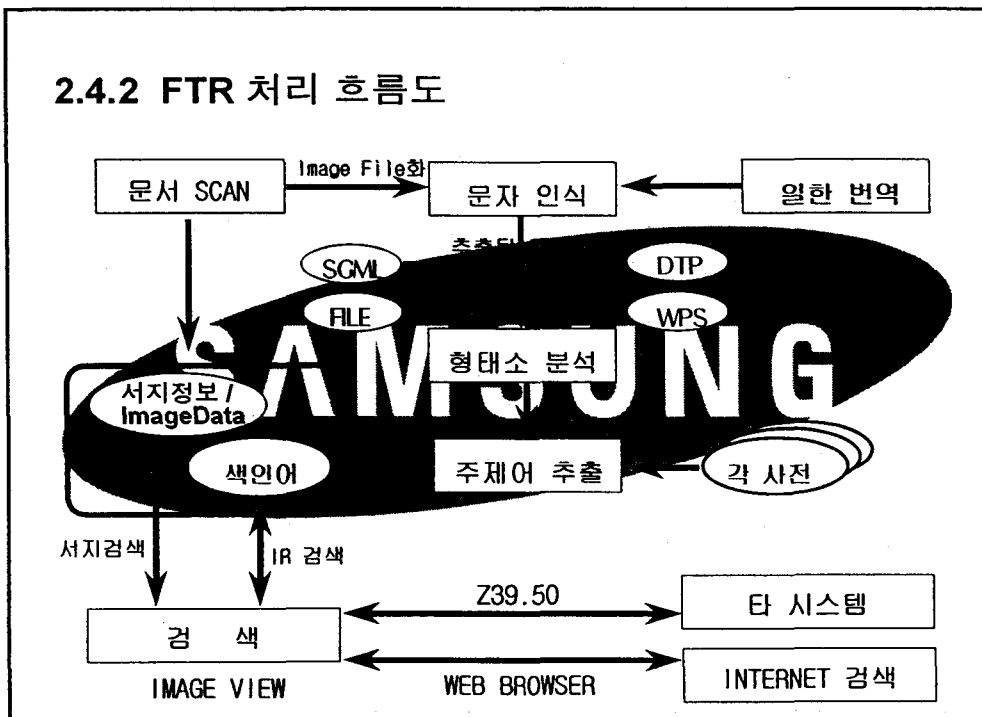 2.4.2 FTR 처리 흐름도
문서 SCAN
Image File화
문자 인식
일한 번역
SGML
DTP
FILE
WPS
SAMSUNG
형태소 분석
서지정보 /
ImageData
색인어
주제어 추출
각 사전
서지검색
IR 검색
Z39.50
타 시스템
검 색
IMAGE VIEW
WEB BROWSER
INTERNET 검색